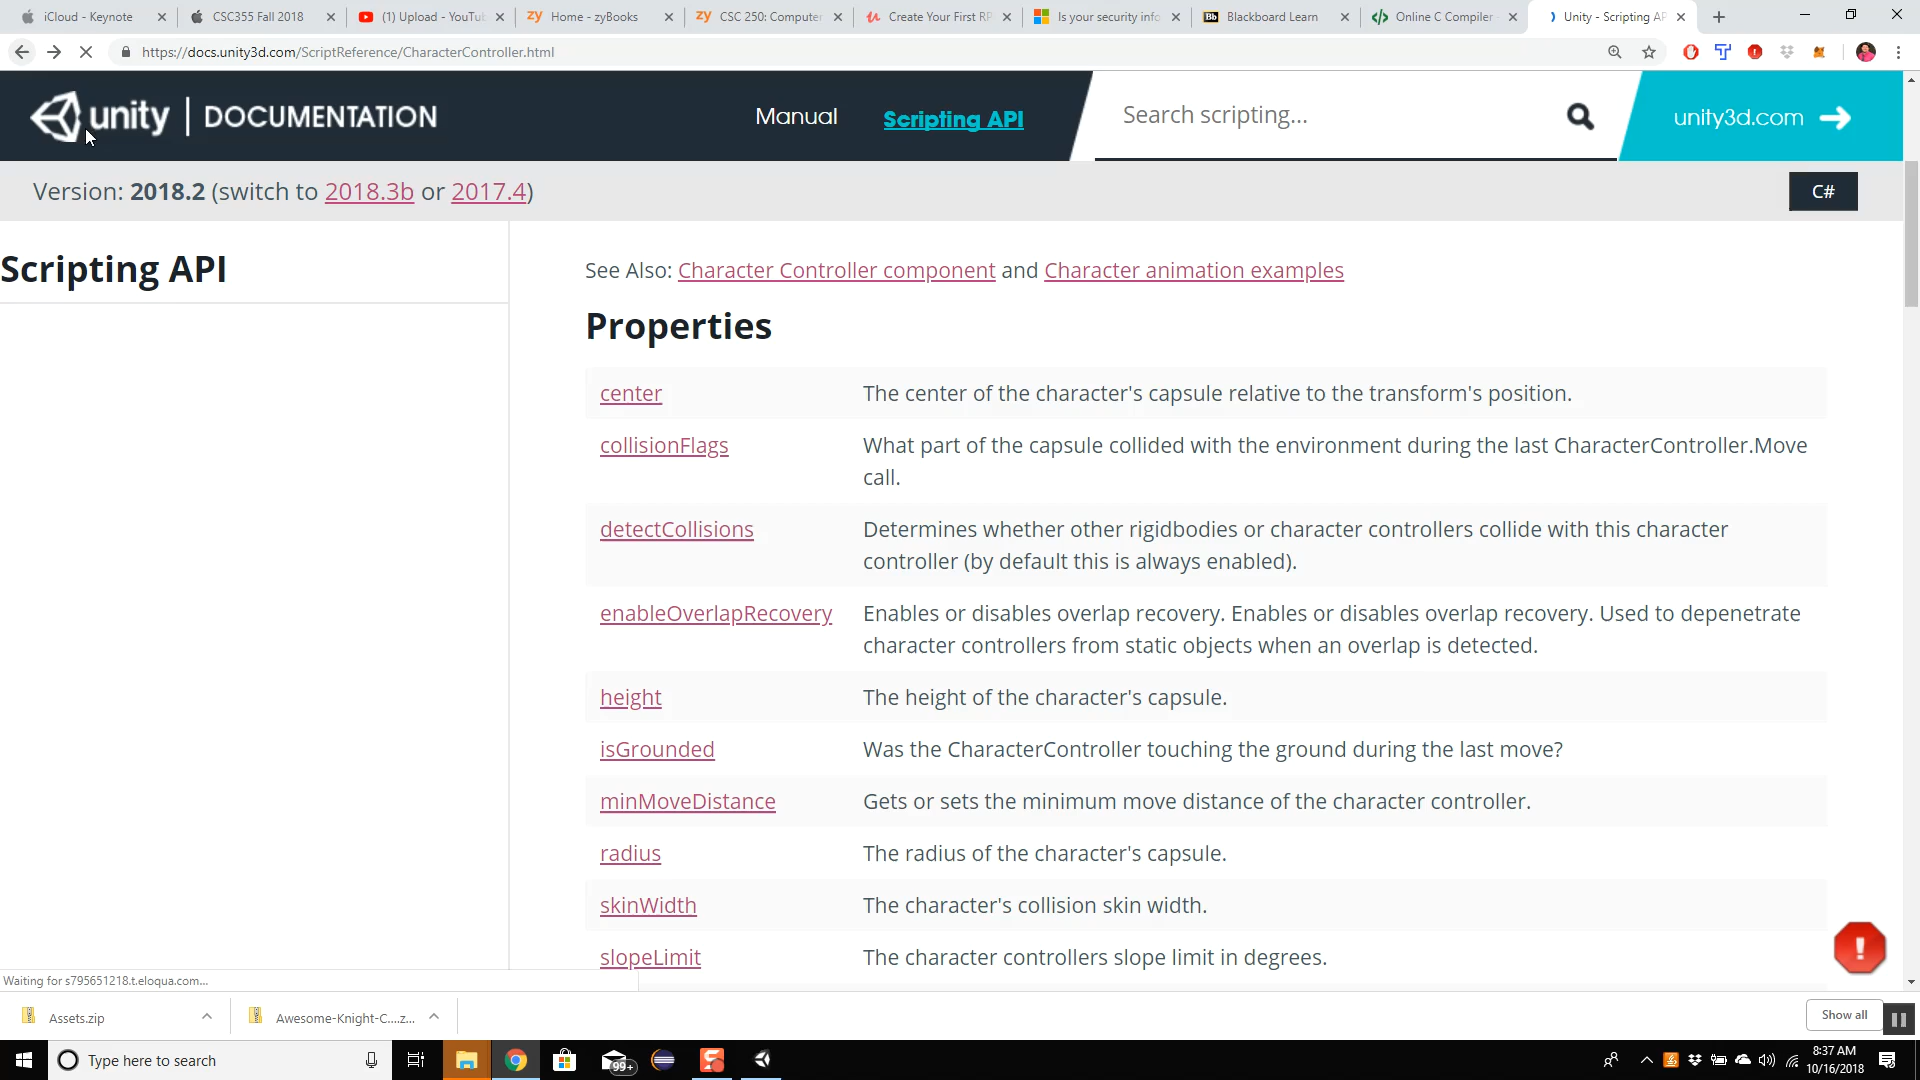 iCloud - Keynote
CSC355 Fall 2018
(1) Upload - YouTu
zy Home - zyBooks
zy CSC 250: Computer
Create Your First RP
Is your security info
Bb Blackboard Learn
Online C Compiler
Unity - Scripting AP
https://docs.unity3d.com/ScriptReference/CharacterController.html
unity | DOCUMENTATION
Manual
Scripting API
Search scripting...
unity3d.com
Version: 2018.2 (switch to 2018.3b or 2017.4)
C#
Scripting API
See Also: Character Controller component and Character animation examples
Properties
center The center of the character's capsule relative to the transform's position.
collisionFlags What part of the capsule collided with the environment during the last CharacterController.Move
call.
detectCollisions Determines whether other rigidbodies or character controllers collide with this character
controller (by default this is always enabled).
enableOverlapRecovery Enables or disables overlap recovery. Enables or disables overlap recovery. Used to depenetrate
character controllers from static objects when an overlap is detected.
height The height of the character's capsule.
isGrounded Was the CharacterController touching the ground during the last move?
minMoveDistance Gets or sets the minimum move distance of the character controller.
radius The radius of the character's capsule.
skinWidth The character's collision skin width.
slopeLimit The character controllers slope limit in degrees.
Waiting for s795651218.t.eloqua.com...
Assets.zip
Awesome-Knight-C....z...
Show all
Type here to search
99+
8:37 AM
10/16/2018